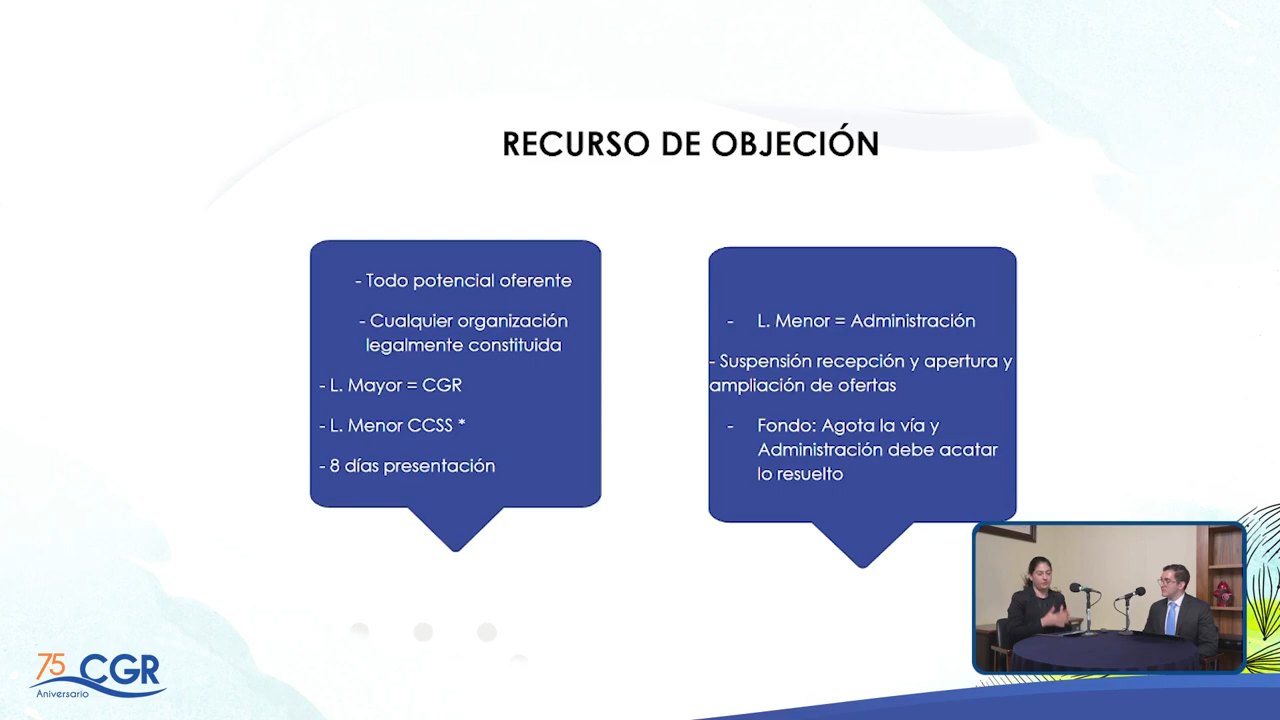 RECURSO DE OBJECIÓN
- Todo potencial oferente
- Cualquier organización
legalmente constituida
- L. Mayor = CGR
- L. Menor CCSS *
- 8 días presentación
- L. Menor = Administración
- Suspensión recepción y apertura y
ampliación de ofertas
- Fondo: Agota la vía y
Administración debe acatar
lo resuelto
75 CGR
Aniversario